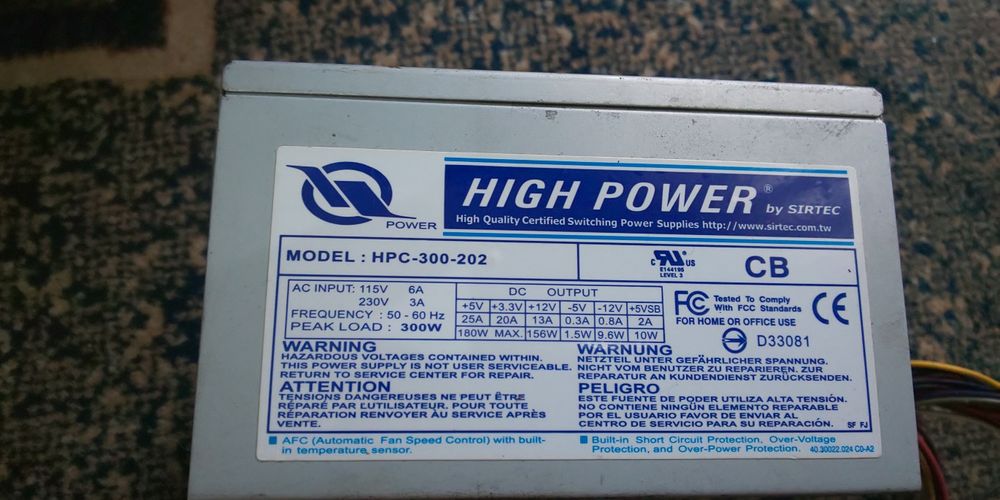 POWER
HIGH POWER® by SIRTEC
High Quality Certified Switching Power Supplies http://www.sirtec.com.tw
MODEL : HPC-300-202
c RU US
E144195
LEVEL 3
CB
AC INPUT: 115V 6A
230V 3A
FREQUENCY : 50 - 60 Hz
PEAK LOAD : 300W
DC OUTPUT
+5V +3.3V +12V -5V -12V +5VSB
25A 20A 13A 0.3A 0.8A 2A
180W MAX. 156W 1.5W 9.6W 10W
FC Tested To Comply
With FCC Standards
FOR HOME OR OFFICE USE
CE
D33081
WARNING
HAZARDOUS VOLTAGES CONTAINED WITHIN.
THIS POWER SUPPLY IS NOT USER SERVICEABLE.
RETURN TO SERVICE CENTER FOR REPAIR.
ATTENTION
TENSIONS DANGEREUSES NE PEUT ÊTRE
RÉPARÉ PAR L'UTILISATEUR. POUR TOUTE
RÉPARATION RENVOYER AU SERVICE APRÈS
VENTE.
WARNUNG
NETZTEIL UNTER GEFÄHRLICHER SPANNUNG.
NICHT VOM BENUTZER ZU REPARIEREN. ZUR
REPARATUR AN KUNDENDIENST ZURÜCKSENDEN.
PELIGRO
ESTE FUENTE DE PODER UTILIZA ALTA TENSIÓN.
NO CONTIENE NINGÚN ELEMENTO REPARABLE
POR EL USUARIO FAVOR DE ENVIAR AL
CENTRO DE SERVICIO PARA SU REPARACIÓN.
SF FJ
AFC (Automatic Fan Speed Control) with built-
in temperature sensor.
Built-in Short Circuit Protection, Over-Voltage
Protection, and Over-Power Protection.
40.30022.024 C0-A2